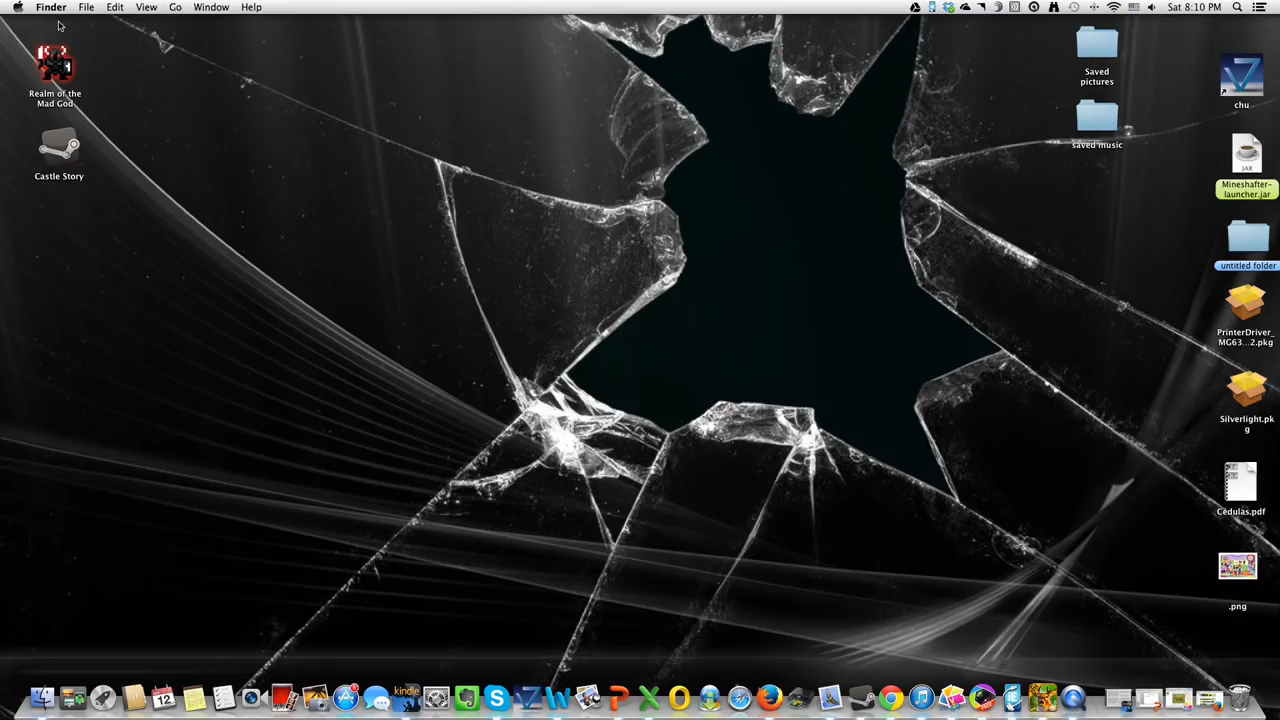 Finder File Edit View Go Window Help
Sat 8:10 PM
Realm of the
Mad God
Castle Story
Saved
pictures
saved music
chu
JAR
Mineshafter-
launcher.jar
untitled folder
PrinterDriver_
MG63...2.pkg
Silverlight.pk
g
Cédulas.pdf
.png
12
kindle